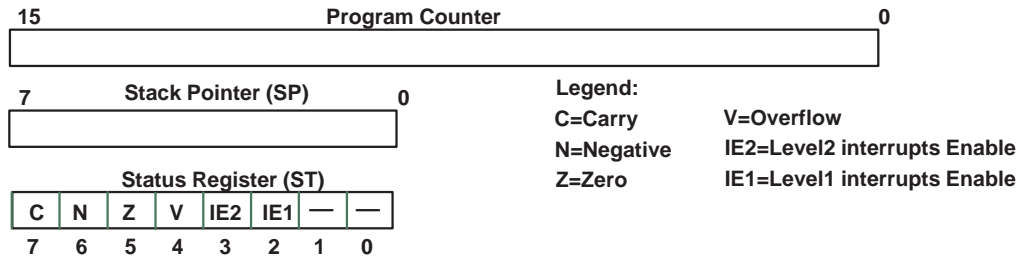 15 Program Counter 0
7 Stack Pointer (SP) 0
Legend:
C=Carry V=Overflow
N=Negative IE2=Level2 interrupts Enable
Z=Zero IE1=Level1 interrupts Enable
Status Register (ST)
C N Z V IE2 IE1 — —
7 6 5 4 3 2 1 0